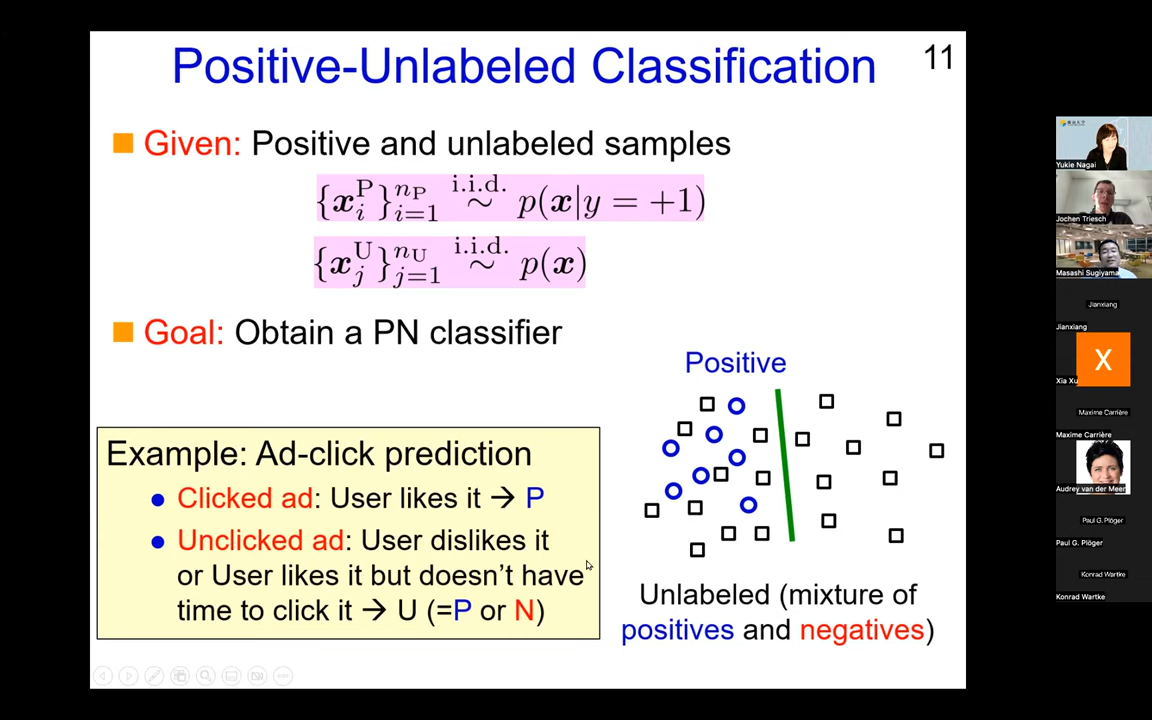 Positive-Unlabeled Classification
11
Given: Positive and unlabeled samples
{x_i^P}_{i=1}^{n_P} i.i.d. ~ p(x|y = +1)
{x_j^U}_{j=1}^{n_U} i.i.d. ~ p(x)
Goal: Obtain a PN classifier
Positive
Example: Ad-click prediction
Clicked ad: User likes it → P
Unclicked ad: User dislikes it
or User likes it but doesn't have
time to click it → U (=P or N)
Unlabeled (mixture of
positives and negatives)
Yukie Nagai
Jochen Triesch
Masashi Sugiyama
Jianxiang
Jianxiang
X
Xia Xu
Maxime Carrière
Maxime Carrière
Audrey van der Meer
Paul G. Plöger
Paul G. Plöger
Konrad Wartke
Konrad Wartke